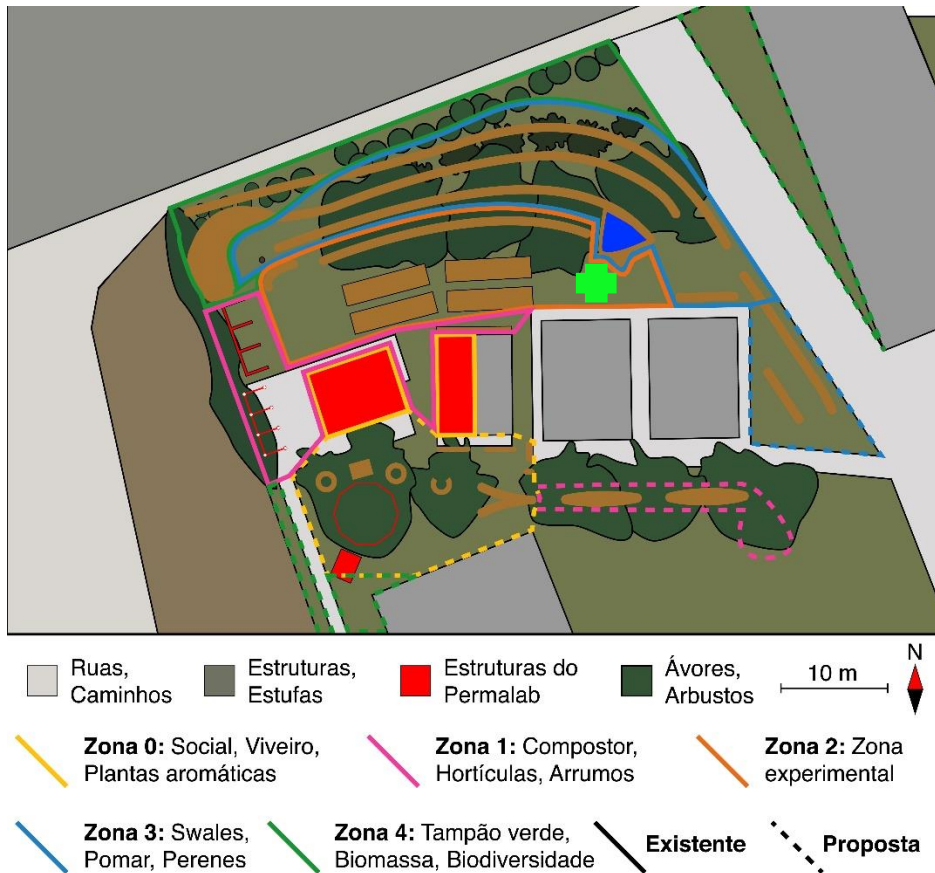 Ruas,
Caminhos
Estruturas,
Estufas
Estruturas do
Permalab
Ávores,
Arbustos
10 m
N
Zona 0: Social, Viveiro,
Plantas aromáticas
Zona 1: Compostor,
Hortículas, Arrumos
Zona 2: Zona
experimental
Zona 3: Swales,
Pomar, Perenes
Zona 4: Tampão verde,
Biomassa, Biodiversidade
Existente
Proposta